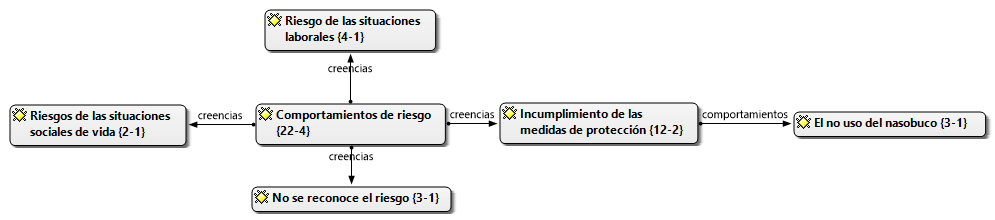 Riesgo de las situaciones
laborales {4-1}
creencias
Riesgos de las situaciones
sociales de vida {2-1}
creencias
Comportamientos de riesgo
{22-4}
creencias
Incumplimiento de las
medidas de protección {12-2}
comportamientos
El no uso del nasobuco {3-1}
creencias
No se reconoce el riesgo {3-1}